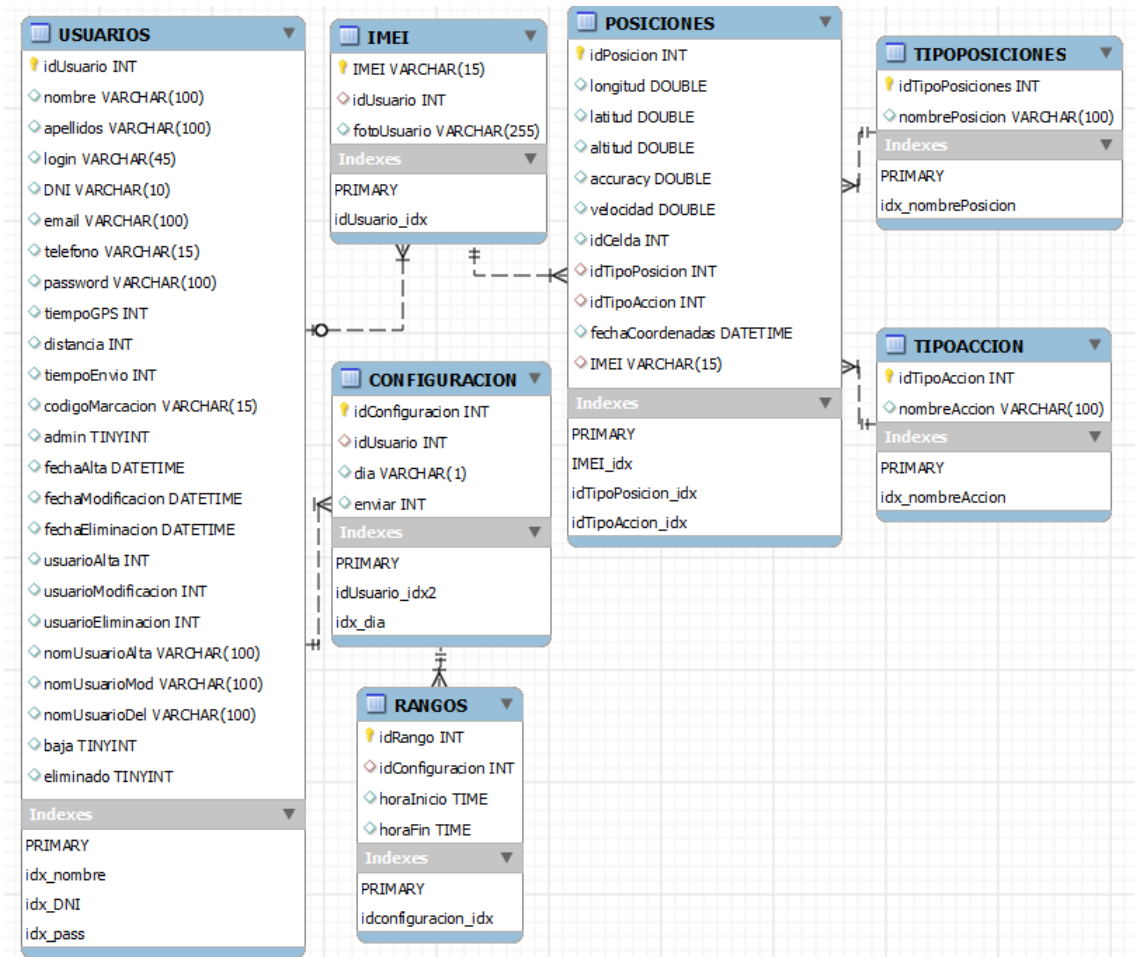 USUARIOS
idUsuario INT
nombre VARCHAR(100)
apellidos VARCHAR(100)
login VARCHAR(45)
DNI VARCHAR(10)
email VARCHAR(100)
telefono VARCHAR(15)
password VARCHAR(100)
tiempoGPS INT
distancia INT
tiempoEnvio INT
codigoMarcacion VARCHAR(15)
admin TINYINT
fechaAlta DATETIME
fechaModificacion DATETIME
fechaEliminacion DATETIME
usuarioAlta INT
usuarioModificacion INT
usuarioEliminacion INT
nomUsuarioAlta VARCHAR(100)
nomUsuarioMod VARCHAR(100)
nomUsuarioDel VARCHAR(100)
baja TINYINT
eliminado TINYINT
Indexes
PRIMARY
idx_nombre
idx_DNI
idx_pass
IMEI
IMEI VARCHAR(15)
idUsuario INT
fotoUsuario VARCHAR(255)
Indexes
PRIMARY
idUsuario_idx
CONFIGURACION
idConfiguracion INT
idUsuario INT
dia VARCHAR(1)
enviar INT
Indexes
PRIMARY
idUsuario_idx2
idx_dia
RANGOS
idRango INT
idConfiguracion INT
horaInicio TIME
horaFin TIME
Indexes
PRIMARY
idconfiguracion_idx
POSICIONES
idPosicion INT
longitud DOUBLE
latitud DOUBLE
altitud DOUBLE
accuracy DOUBLE
velocidad DOUBLE
idCelda INT
idTipoPosicion INT
idTipoAccion INT
fechaCoordenadas DATETIME
IMEI VARCHAR(15)
Indexes
PRIMARY
IMEI_idx
idTipoPosicion_idx
idTipoAccion_idx
TIPOPOSICIONES
idTipoPosiciones INT
nombrePosicion VARCHAR(100)
Indexes
PRIMARY
idx_nombrePosicion
TIPOACCION
idTipoAccion INT
nombreAccion VARCHAR(100)
Indexes
PRIMARY
idx_nombreAccion